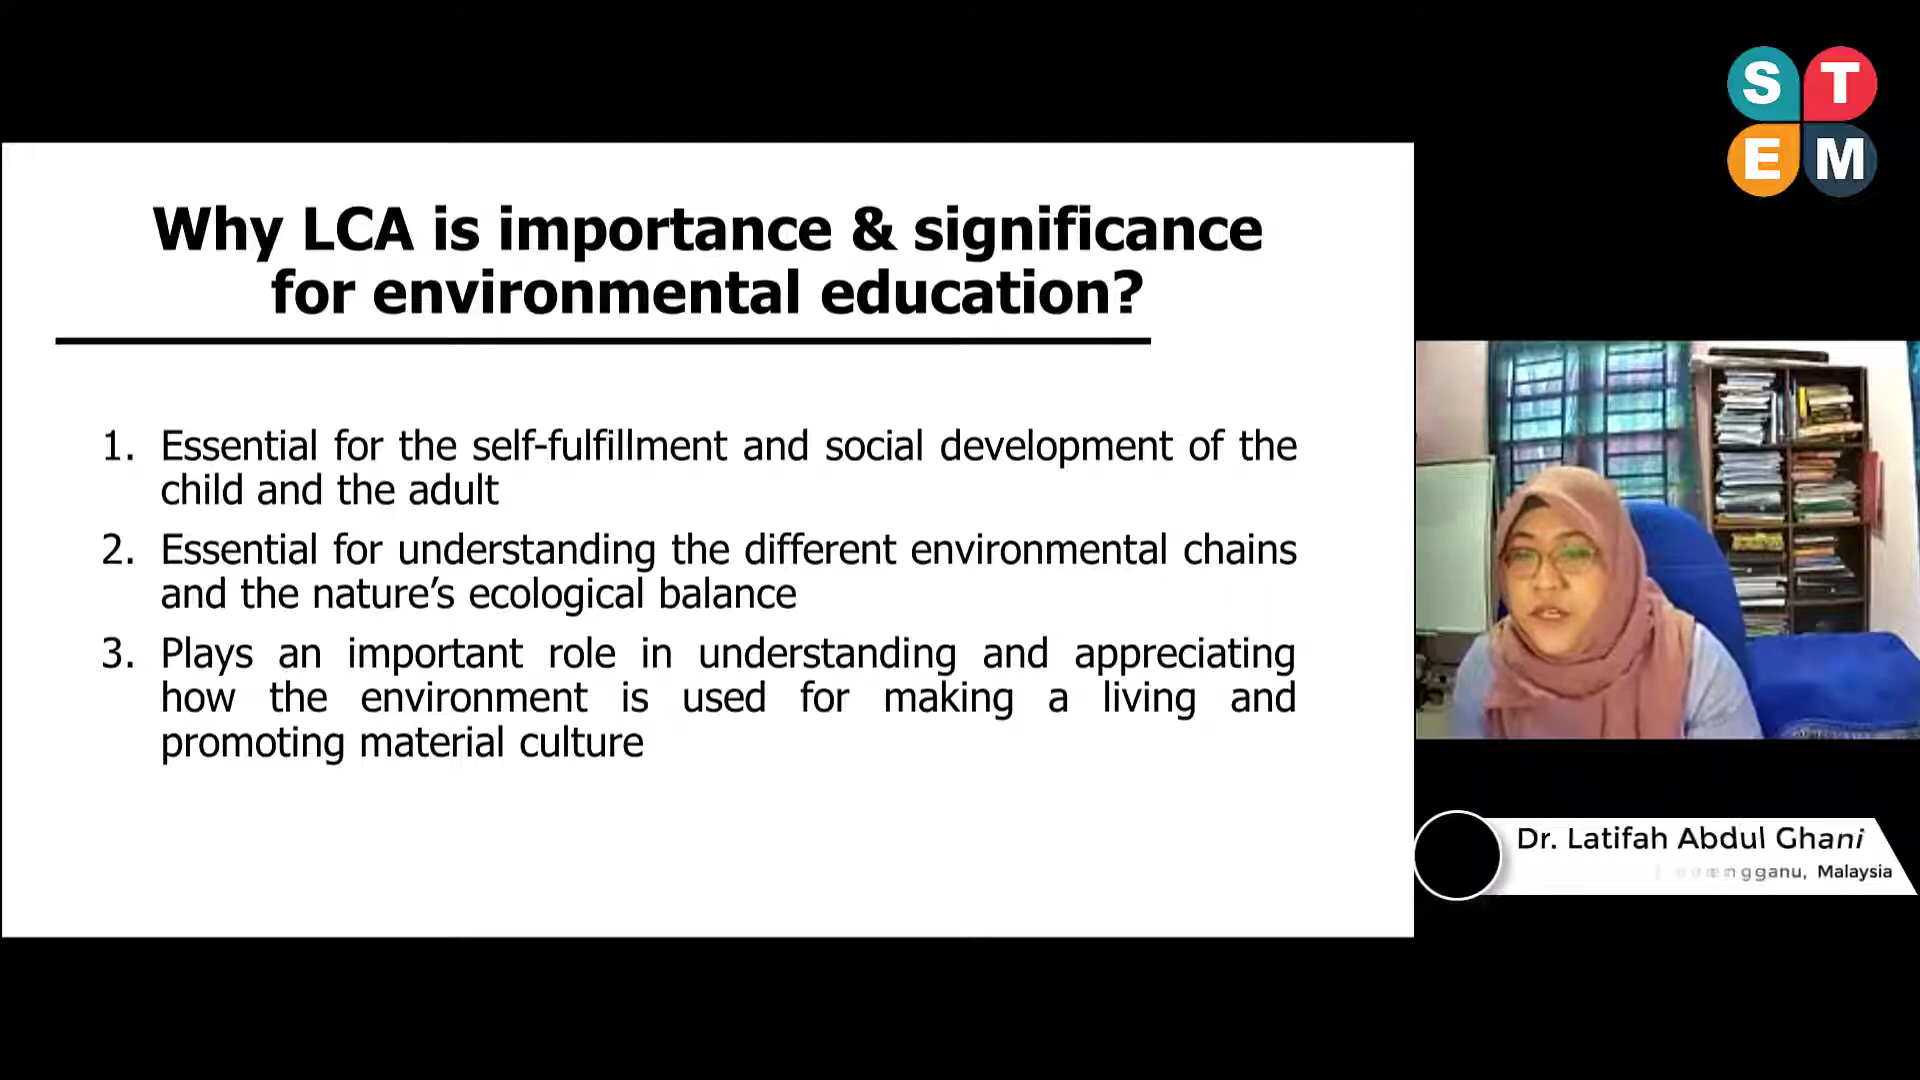 S T
E M
Why LCA is importance & significance
for environmental education?
1. Essential for the self-fulfillment and social development of the
child and the adult
2. Essential for understanding the different environmental chains
and the nature’s ecological balance
3. Plays an important role in understanding and appreciating
how the environment is used for making a living and
promoting material culture
Dr. Latifah Abdul Ghani
Malaysia